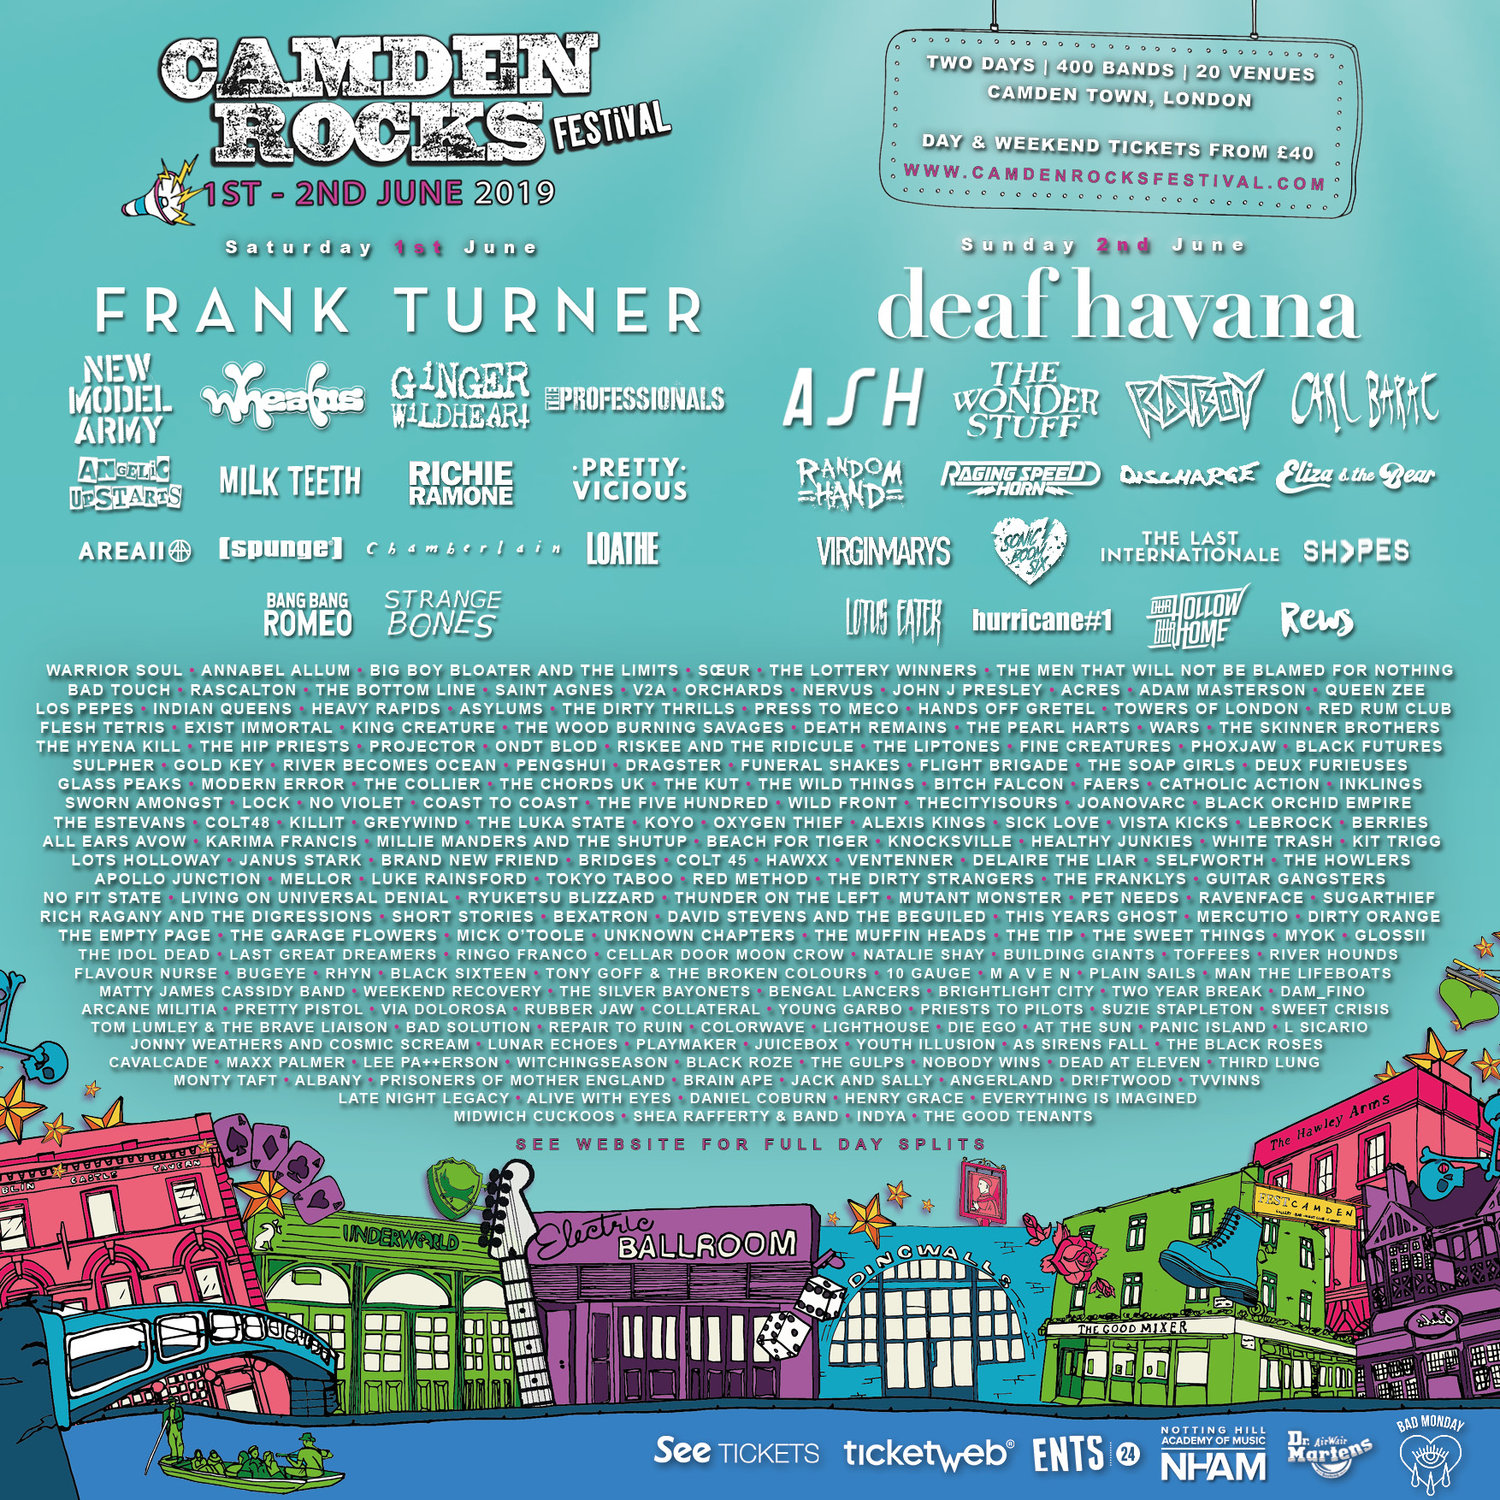 CAMDEN
ROCKS
FESTiVAL
1ST - 2ND JUNE 2019
TWO DAYS | 400 BANDS | 20 VENUES
CAMDEN TOWN, LONDON
DAY & WEEKEND TICKETS FROM £40
WWW.CAMDENROCKSFESTIVAL.COM
Saturday 1st June
FRANK TURNER
NEW MODEL ARMY
Wheatus
GiNGER WiLDHEARt
THE PROFESSIONALS
ANGELiC UPSTARTS
MILK TEETH
RICHIE RAMONE
·PRETTY· VICIOUS
AREA11
[spunge]
Chamberlain
LOATHE
BANG BANG ROMEO
STRANGE BONES
Sunday 2nd June
deaf havana
ASH
THE WONDER STUFF
RATBOY
CARL BARAT
RANDOM =HAND=
RAGING SPEEDHORN
DISCHARGE
Eliza & the Bear
VIRGINMARYS
SONIC BOOM SIX
THE LAST INTERNATIONALE
SH>PES
LOTUS EATER
hurricane#1
OUR HOLLOW OUR HOME
Rews
WARRIOR SOUL • ANNABEL ALLUM • BIG BOY BLOATER AND THE LIMITS • SŒUR • THE LOTTERY WINNERS • THE MEN THAT WILL NOT BE BLAMED FOR NOTHING
BAD TOUCH • RASCALTON • THE BOTTOM LINE • SAINT AGNES • V2A • ORCHARDS • NERVUS • JOHN J PRESLEY • ACRES • ADAM MASTERSON • QUEEN ZEE
LOS PEPES • INDIAN QUEENS • HEAVY RAPIDS • ASYLUMS • THE DIRTY THRILLS • PRESS TO MECO • HANDS OFF GRETEL • TOWERS OF LONDON • RED RUM CLUB
FLESH TETRIS • EXIST IMMORTAL • KING CREATURE • THE WOOD BURNING SAVAGES • DEATH REMAINS • THE PEARL HARTS • WARS • THE SKINNER BROTHERS
THE HYENA KILL • THE HIP PRIESTS • PROJECTOR • ONDT BLOD • RISKEE AND THE RIDICULE • THE LIPTONES • FINE CREATURES • PHOXJAW • BLACK FUTURES
SULPHER • GOLD KEY • RIVER BECOMES OCEAN • PENGSHUI • DRAGSTER • FUNERAL SHAKES • FLIGHT BRIGADE • THE SOAP GIRLS • DEUX FURIEUSES
GLASS PEAKS • MODERN ERROR • THE COLLIER • THE CHORDS UK • THE KUT • THE WILD THINGS • BITCH FALCON • FAERS • CATHOLIC ACTION • INKLINGS
SWORN AMONGST • LOCK • NO VIOLET • COAST TO COAST • THE FIVE HUNDRED • WILD FRONT • THECITYISOURS • JOANOVARC • BLACK ORCHID EMPIRE
THE ESTEVANS • COLT48 • KILLIT • GREYWIND • THE LUKA STATE • KOYO • OXYGEN THIEF • ALEXIS KINGS • SICK LOVE • VISTA KICKS • LEBROCK • BERRIES
ALL EARS AVOW • KARIMA FRANCIS • MILLIE MANDERS AND THE SHUTUP • BEACH FOR TIGER • KNOCKSVILLE • HEALTHY JUNKIES • WHITE TRASH • KIT TRIGG
LOTS HOLLOWAY • JANUS STARK • BRAND NEW FRIEND • BRIDGES • COLT 45 • HAWXX • VENTENNER • DELAIRE THE LIAR • SELFWORTH • THE HOWLERS
APOLLO JUNCTION • MELLOR • LUKE RAINSFORD • TOKYO TABOO • RED METHOD • THE DIRTY STRANGERS • THE FRANKLYS • GUITAR GANGSTERS
NO FIT STATE • LIVING ON UNIVERSAL DENIAL • RYUKETSU BLIZZARD • THUNDER ON THE LEFT • MUTANT MONSTER • PET NEEDS • RAVENFACE • SUGARTHIEF
RICH RAGANY AND THE DIGRESSIONS • SHORT STORIES • BEXATRON • DAVID STEVENS AND THE BEGUILED • THIS YEARS GHOST • MERCUTIO • DIRTY ORANGE
THE EMPTY PAGE • THE GARAGE FLOWERS • MICK O'TOOLE • UNKNOWN CHAPTERS • THE MUFFIN HEADS • THE TIP • THE SWEET THINGS • MYOK • GLOSSII
THE IDOL DEAD • LAST GREAT DREAMERS • RINGO FRANCO • CELLAR DOOR MOON CROW • NATALIE SHAY • BUILDING GIANTS • TOFFEES • RIVER HOUNDS
FLAVOUR NURSE • BUGEYE • RHYN • BLACK SIXTEEN • TONY GOFF & THE BROKEN COLOURS • 10 GAUGE • M A V E N • PLAIN SAILS • MAN THE LIFEBOATS
MATTY JAMES CASSIDY BAND • WEEKEND RECOVERY • THE SILVER BAYONETS • BENGAL LANCERS • BRIGHTLIGHT CITY • TWO YEAR BREAK • DAM_FINO
ARCANE MILITIA • PRETTY PISTOL • VIA DOLOROSA • RUBBER JAW • COLLATERAL • YOUNG GARBO • PRIESTS TO PILOTS • SUZIE STAPLETON • SWEET CRISIS
TOM LUMLEY & THE BRAVE LIAISON • BAD SOLUTION • REPAIR TO RUIN • COLORWAVE • LIGHTHOUSE • DIE EGO • AT THE SUN • PANIC ISLAND • L SICARIO
JONNY WEATHERS AND COSMIC SCREAM • LUNAR ECHOES • PLAYMAKER • JUICEBOX • YOUTH ILLUSION • AS SIRENS FALL • THE BLACK ROSES
CAVALCADE • MAXX PALMER • LEE PA++ERSON • WITCHINGSEASON • BLACK ROZE • THE GULPS • NOBODY WINS • DEAD AT ELEVEN • THIRD LUNG
MONTY TAFT • ALBANY • PRISONERS OF MOTHER ENGLAND • BRAIN APE • JACK AND SALLY • ANGERLAND • DR!FTWOOD • TVVINNS
LATE NIGHT LEGACY • ALIVE WITH EYES • DANIEL COBURN • HENRY GRACE • EVERYTHING IS IMAGINED
MIDWICH CUCKOOS • SHEA RAFFERTY & BAND • INDYA • THE GOOD TENANTS
SEE WEBSITE FOR FULL DAY SPLITS
BLIN CASTLE TAVERN
UNDERWORLD
Electric BALLROOM
DINGWALLS
THE GOOD MIXER
FEST CAMDEN
The Hawley Arms
See TICKETS
ticketweb®
ENTS 24
NOTTING HILL
ACADEMY OF MUSIC
NHAM
Dr. AirWair Martens
BAD MONDAY